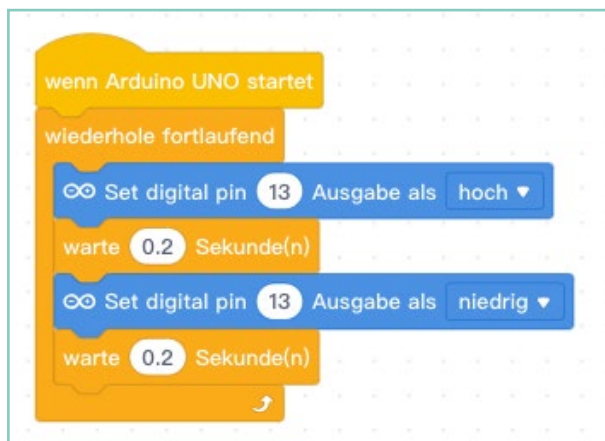 wenn Arduino UNO startet
wiederhole fortlaufend
Set digital pin 13 Ausgabe als hoch
warte 0.2 Sekunde(n)
Set digital pin 13 Ausgabe als niedrig
warte 0.2 Sekunde(n)